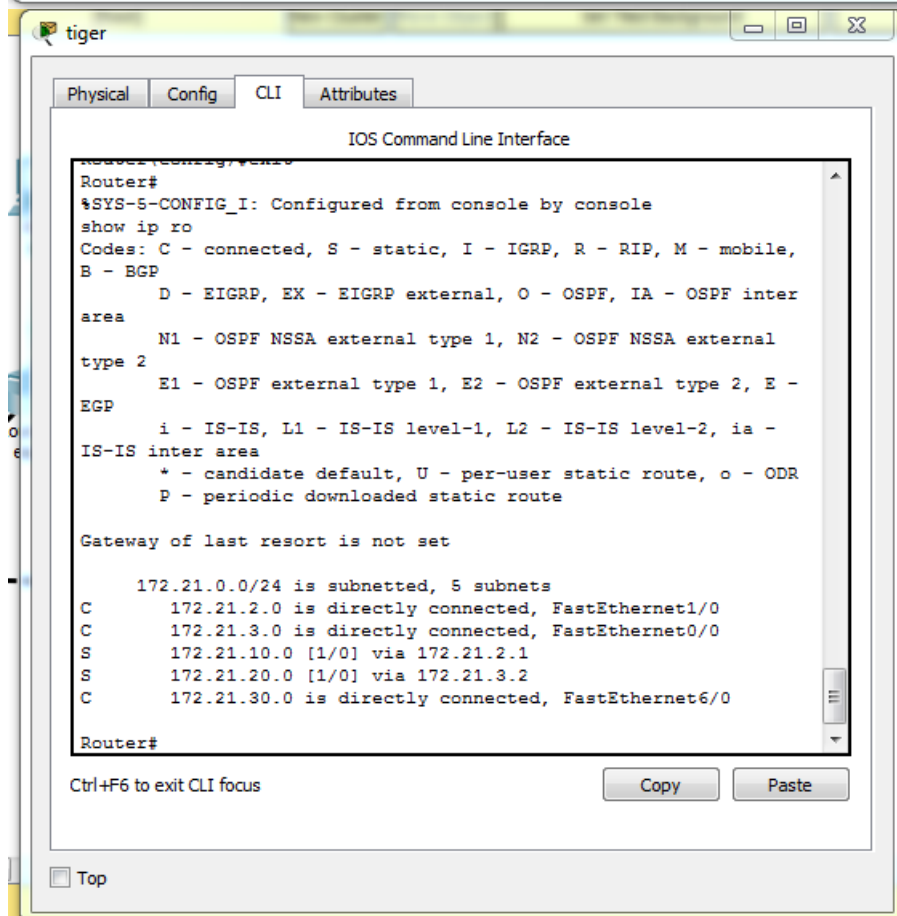 tiger
Physical Config CLI Attributes
IOS Command Line Interface
Router#
%SYS-5-CONFIG_I: Configured from console by console
show ip ro
Codes: C - connected, S - static, I - IGRP, R - RIP, M - mobile,
B - BGP
D - EIGRP, EX - EIGRP external, O - OSPF, IA - OSPF inter
area
N1 - OSPF NSSA external type 1, N2 - OSPF NSSA external
type 2
E1 - OSPF external type 1, E2 - OSPF external type 2, E -
EGP
i - IS-IS, L1 - IS-IS level-1, L2 - IS-IS level-2, ia -
IS-IS inter area
* - candidate default, U - per-user static route, o - ODR
P - periodic downloaded static route
Gateway of last resort is not set
172.21.0.0/24 is subnetted, 5 subnets
C 172.21.2.0 is directly connected, FastEthernet1/0
C 172.21.3.0 is directly connected, FastEthernet0/0
S 172.21.10.0 [1/0] via 172.21.2.1
S 172.21.20.0 [1/0] via 172.21.3.2
C 172.21.30.0 is directly connected, FastEthernet6/0
Router#
Ctrl+F6 to exit CLI focus
Copy Paste
Top